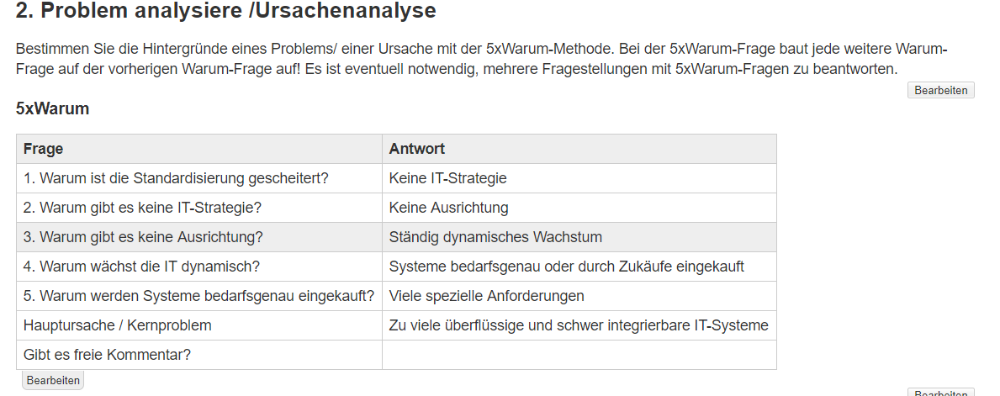 2. Problem analysiere /Ursachenanalyse
Bestimmen Sie die Hintergründe eines Problems/ einer Ursache mit der 5xWarum-Methode. Bei der 5xWarum-Frage baut jede weitere Warum-
Frage auf der vorherigen Warum-Frage auf! Es ist eventuell notwendig, mehrere Fragestellungen mit 5xWarum-Fragen zu beantworten.
Bearbeiten
5xWarum
Frage Antwort
1. Warum ist die Standardisierung gescheitert? Keine IT-Strategie
2. Warum gibt es keine IT-Strategie? Keine Ausrichtung
3. Warum gibt es keine Ausrichtung? Ständig dynamisches Wachstum
4. Warum wächst die IT dynamisch? Systeme bedarfsgenau oder durch Zukäufe eingekauft
5. Warum werden Systeme bedarfsgenau eingekauft? Viele spezielle Anforderungen
Hauptursache / Kernproblem Zu viele überflüssige und schwer integrierbare IT-Systeme
Gibt es freie Kommentar?
Bearbeiten
Bearbeiten